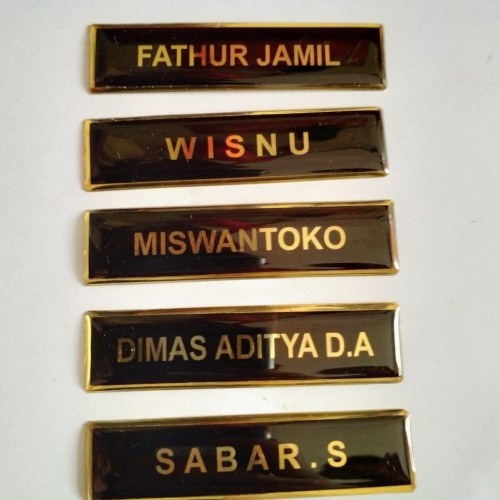 FATHUR JAMIL
WISNU
MISWANTOKO
DIMAS ADITYA D.A
SABAR.S